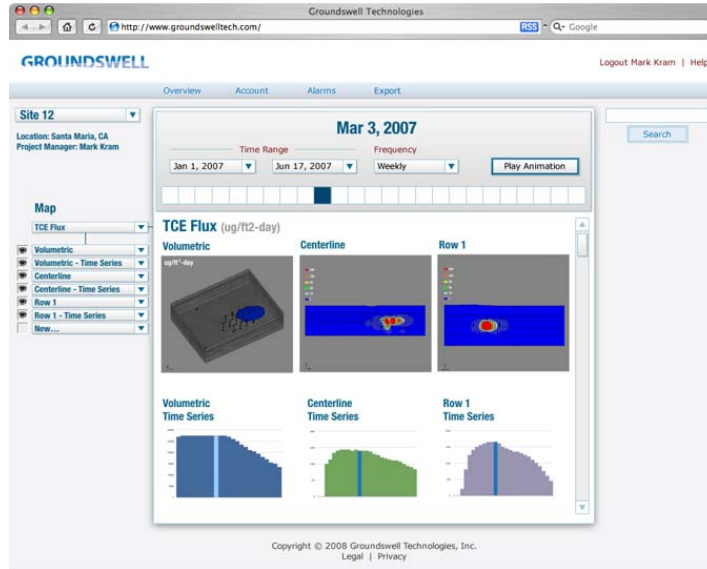 Groundswell Technologies
http://www.groundswelltech.com/
RSS
Google
GROUNDSWELL
Logout Mark Kram | Help
Overview Account Alarms Export
Site 12
Location: Santa Maria, CA
Project Manager: Mark Kram
Mar 3, 2007
Time Range Frequency
Jan 1, 2007 Jun 17, 2007 Weekly Play Animation
Search
Map
TCE Flux
Volumetric
Volumetric - Time Series
Centerline
Centerline - Time Series
Row 1
Row 1 - Time Series
New...
TCE Flux (ug/ft2-day)
Volumetric Centerline Row 1
ug/ft²-day
Volumetric
Time Series
Centerline
Time Series
Row 1
Time Series
Copyright © 2008 Groundswell Technologies, Inc.
Legal | Privacy